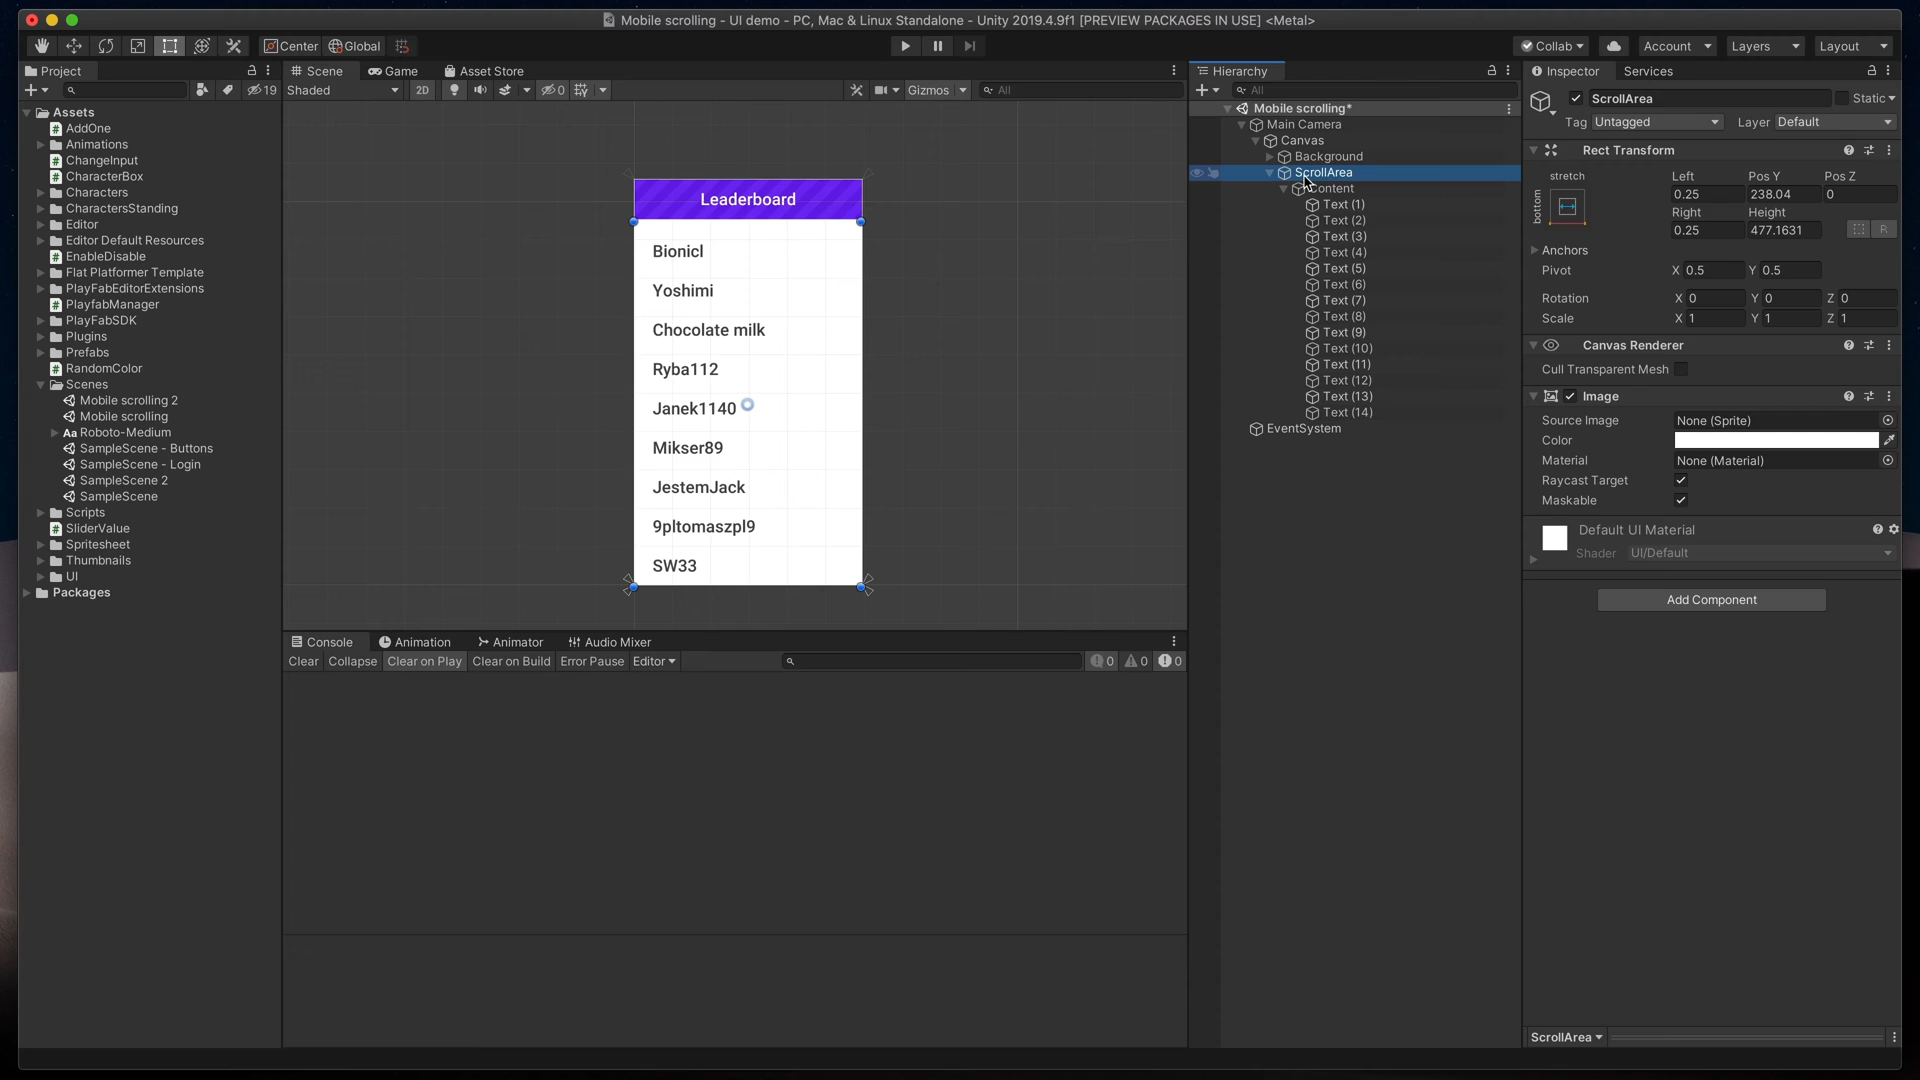 Mobile scrolling - UI demo - PC, Mac & Linux Standalone - Unity 2019.4.9f1 [PREVIEW PACKAGES IN USE] <Metal>
Center Global Collab Account Layers Layout
Project
19
Assets
AddOne
Animations
ChangeInput
CharacterBox
Characters
CharactersStanding
Editor
Editor Default Resources
EnableDisable
Flat Platformer Template
PlayFabEditorExtensions
PlayfabManager
PlayFabSDK
Plugins
Prefabs
RandomColor
Scenes
Mobile scrolling 2
Mobile scrolling
Aa Roboto-Medium
SampleScene - Buttons
SampleScene - Login
SampleScene 2
SampleScene
Scripts
SliderValue
Spritesheet
Thumbnails
UI
Packages
Scene Game Asset Store
Shaded 2D 0 Gizmos All
Leaderboard
Bionicl
Yoshimi
Chocolate milk
Ryba112
Janek1140
Mikser89
JestemJack
9pltomaszpl9
SW33
Console Animation Animator Audio Mixer
Clear Collapse Clear on Play Clear on Build Error Pause Editor 0 0 0
Hierarchy
All
Mobile scrolling*
Main Camera
Canvas
Background
ScrollArea
Content
Text (1)
Text (2)
Text (3)
Text (4)
Text (5)
Text (6)
Text (7)
Text (8)
Text (9)
Text (10)
Text (11)
Text (12)
Text (13)
Text (14)
EventSystem
Inspector Services
ScrollArea Static
Tag Untagged Layer Default
Rect Transform
stretch Left Pos Y Pos Z
bottom 0.25 238.04 0
Right Height
0.25 477.1631 R
Anchors
Pivot X 0.5 Y 0.5
Rotation X 0 Y 0 Z 0
Scale X 1 Y 1 Z 1
Canvas Renderer
Cull Transparent Mesh
Image
Source Image None (Sprite)
Color
Material None (Material)
Raycast Target
Maskable
Default UI Material
Shader UI/Default
Add Component
ScrollArea